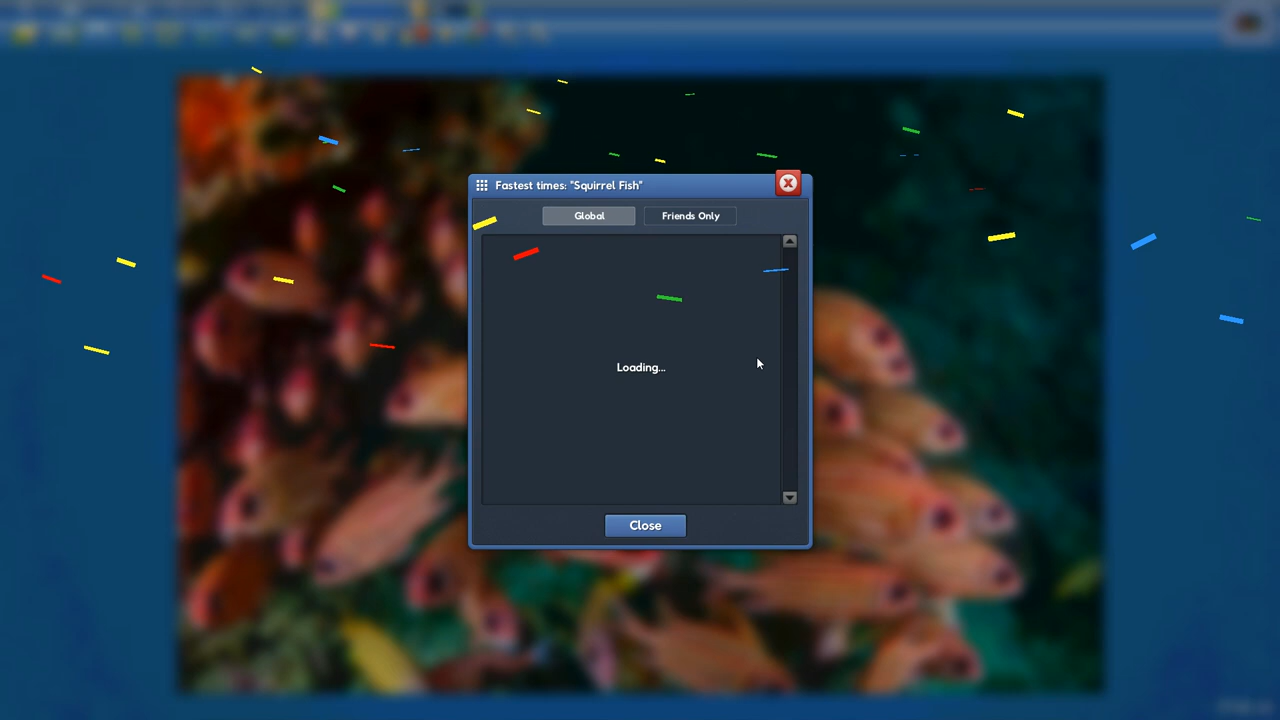 Fastest times: "Squirrel Fish"
Global
Friends Only
Loading...
Close